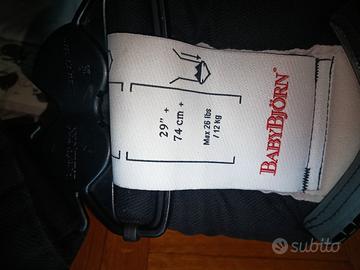 29" +
74 cm +
Max 26 lbs
/ 12 kg
BABYBJÖRN®
subito